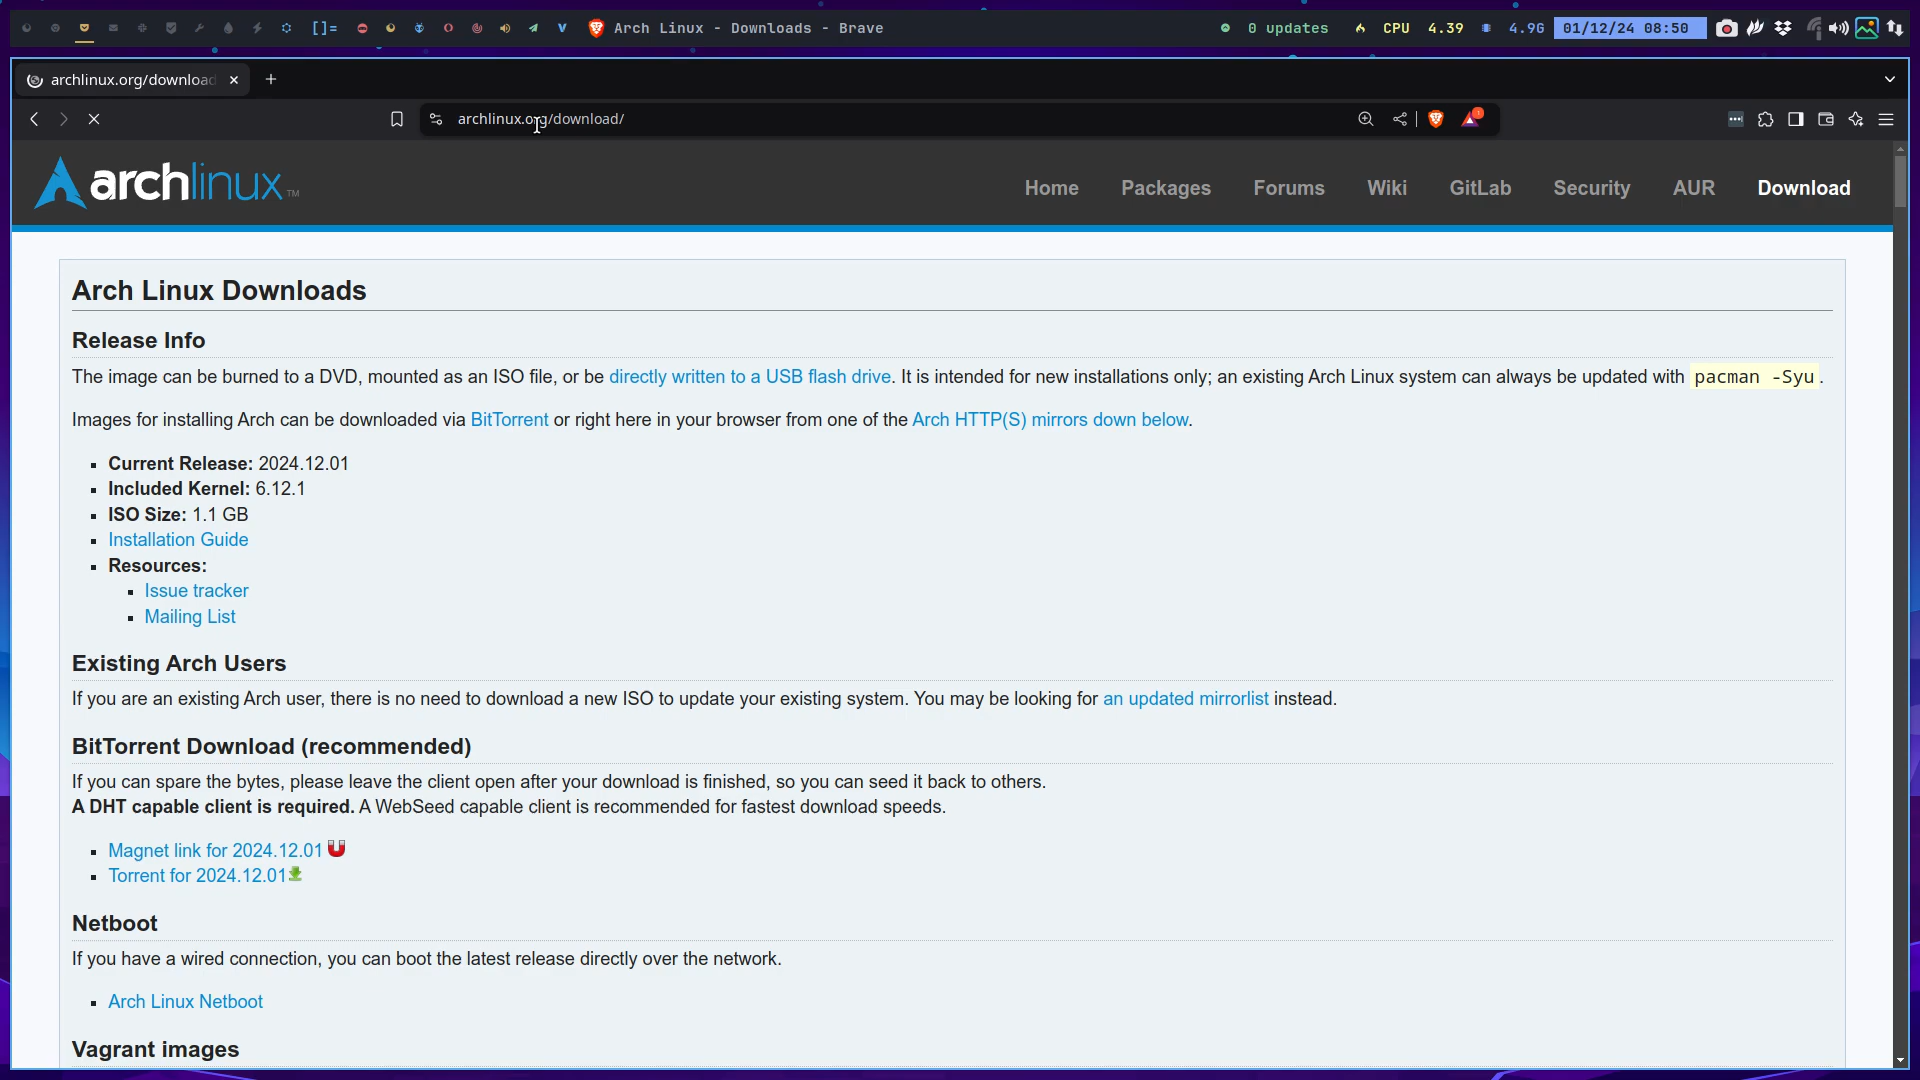 []= Arch Linux - Downloads - Brave 0 updates CPU 4.39 4.9G 01/12/24 08:50
archlinux.org/download
archlinux.org/download/
archlinux™ Home Packages Forums Wiki GitLab Security AUR Download
Arch Linux Downloads
Release Info
The image can be burned to a DVD, mounted as an ISO file, or be directly written to a USB flash drive. It is intended for new installations only; an existing Arch Linux system can always be updated with pacman -Syu.
Images for installing Arch can be downloaded via BitTorrent or right here in your browser from one of the Arch HTTP(S) mirrors down below.
Current Release: 2024.12.01
Included Kernel: 6.12.1
ISO Size: 1.1 GB
Installation Guide
Resources:
Issue tracker
Mailing List
Existing Arch Users
If you are an existing Arch user, there is no need to download a new ISO to update your existing system. You may be looking for an updated mirrorlist instead.
BitTorrent Download (recommended)
If you can spare the bytes, please leave the client open after your download is finished, so you can seed it back to others.
A DHT capable client is required. A WebSeed capable client is recommended for fastest download speeds.
Magnet link for 2024.12.01
Torrent for 2024.12.01
Netboot
If you have a wired connection, you can boot the latest release directly over the network.
Arch Linux Netboot
Vagrant images